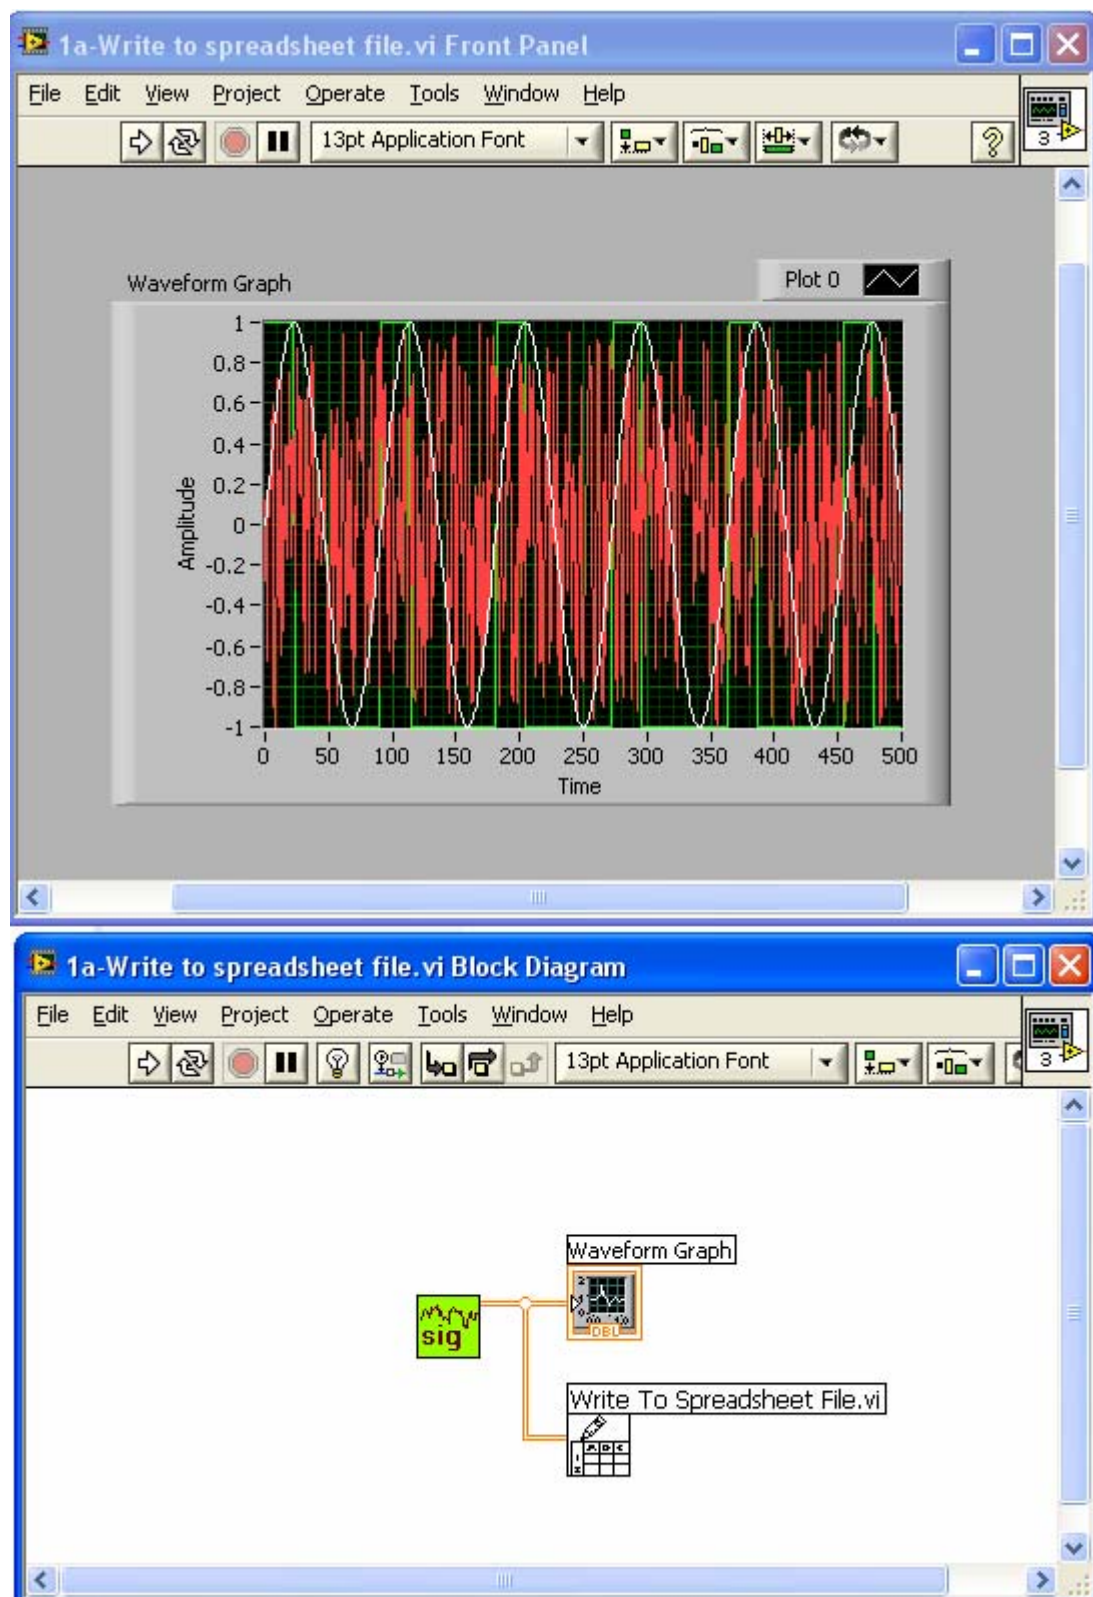 1a-Write to spreadsheet file.vi Front Panel
File Edit View Project Operate Tools Window Help
13pt Application Font
3
Waveform Graph
Plot 0
1
0.8
0.6
0.4
0.2
0
-0.2
-0.4
-0.6
-0.8
-1
Amplitude
0 50 100 150 200 250 300 350 400 450 500
Time
1a-Write to spreadsheet file.vi Block Diagram
File Edit View Project Operate Tools Window Help
13pt Application Font
3
Waveform Graph
DBL
sig
Write To Spreadsheet File.vi